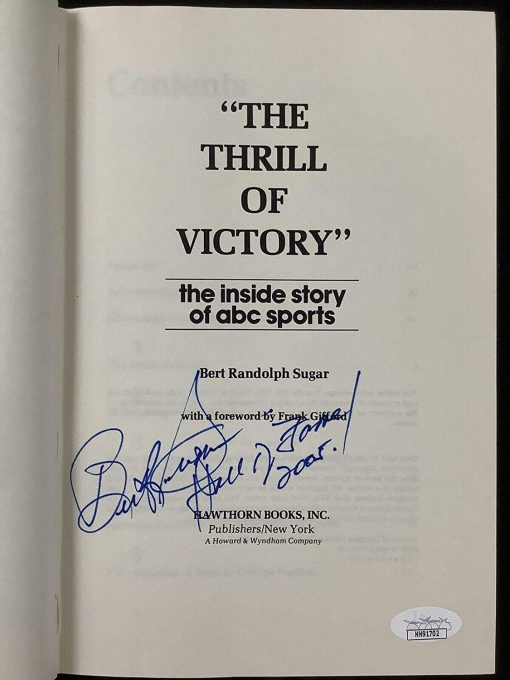 Contents
"THE
THRILL
OF
VICTORY"
the inside story
of abc sports
Bert Randolph Sugar
with a foreword by Frank Gifford
Bert Sugar
Hall of Fame
2005.
HAWTHORN BOOKS, INC.
Publishers/New York
A Howard & Wyndham Company
HH91702